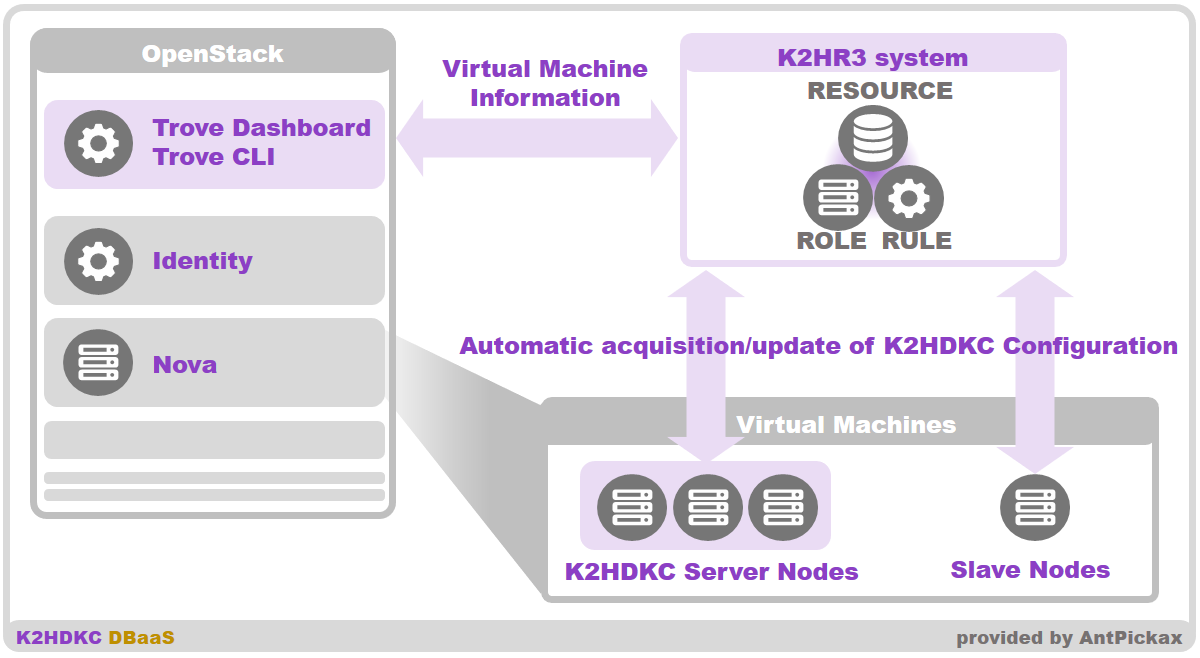 OpenStack
Trove Dashboard
Trove CLI
Identity
Nova
Virtual Machine
Information
K2HR3 system
RESOURCE
ROLE RULE
Automatic acquisition/update of K2HDKC Configuration
Virtual Machines
K2HDKC Server Nodes
Slave Nodes
K2HDKC DBaaS
provided by AntPickax